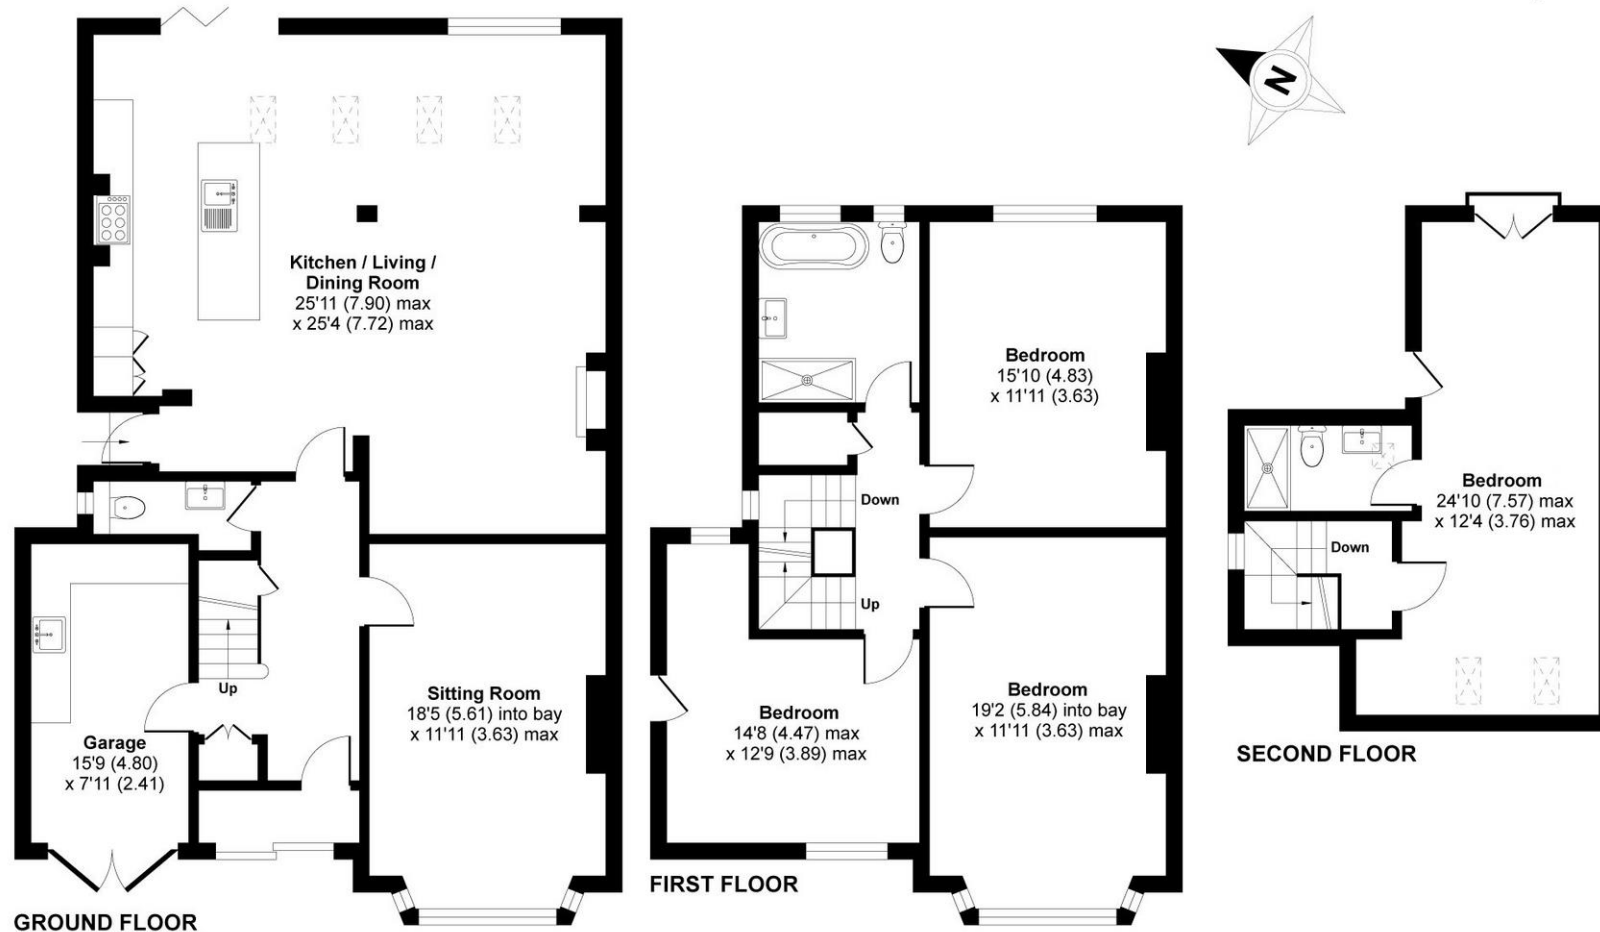 N
Kitchen / Living /
Dining Room
25'11 (7.90) max
x 25'4 (7.72) max
Up
Garage
15'9 (4.80)
x 7'11 (2.41)
Sitting Room
18'5 (5.61) into bay
x 11'11 (3.63) max
GROUND FLOOR
Bedroom
15'10 (4.83)
x 11'11 (3.63)
Down
Up
Bedroom
14'8 (4.47) max
x 12'9 (3.89) max
Bedroom
19'2 (5.84) into bay
x 11'11 (3.63) max
FIRST FLOOR
Bedroom
24'10 (7.57) max
x 12'4 (3.76) max
Down
SECOND FLOOR